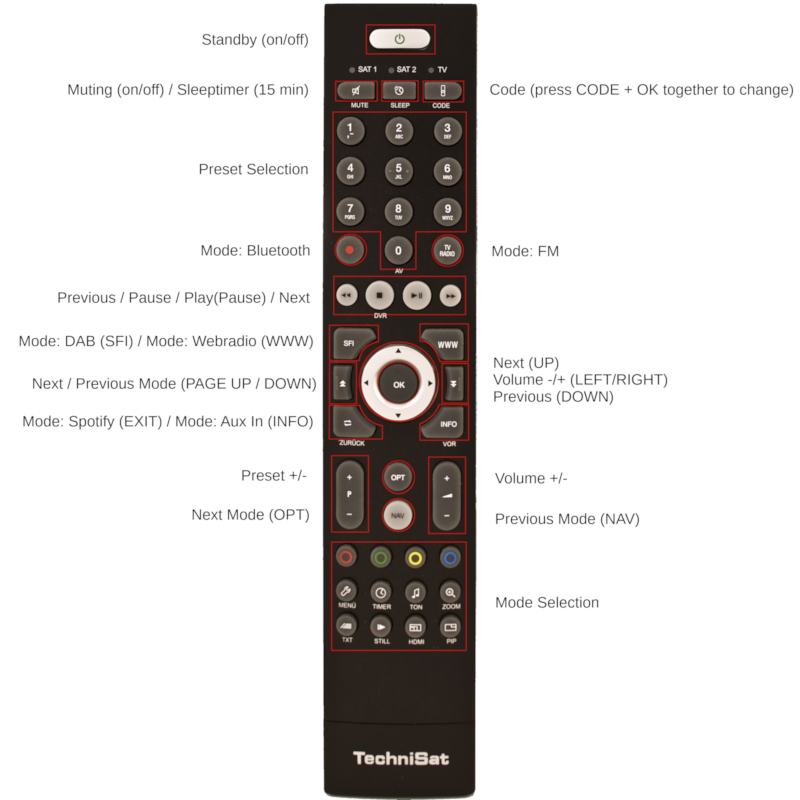 Standby (on/off)
SAT 1 SAT 2 TV
Muting (on/off) / Sleeptimer (15 min)
Code (press CODE + OK together to change)
MUTE SLEEP CODE
1 2 3
ABC DEF
Preset Selection
4 5 6
GHI JKL MNO
7 8 9
PQRS TUV WXYZ
Mode: Bluetooth
0
TV
RADIO
Mode: FM
AV
Previous / Pause / Play(Pause) / Next
DVR
Mode: DAB (SFI) / Mode: Webradio (WWW)
SFI WWW
Next (UP)
Volume -/+ (LEFT/RIGHT)
Previous (DOWN)
Next / Previous Mode (PAGE UP / DOWN)
OK
Mode: Spotify (EXIT) / Mode: Aux In (INFO)
INFO
ZURÜCK VOR
Preset +/-
+ OPT +
Volume +/-
P
Next Mode (OPT)
− NAV −
Previous Mode (NAV)
Mode Selection
MENÜ TIMER TON ZOOM
TXT STILL HDMI PIP
TechniSat